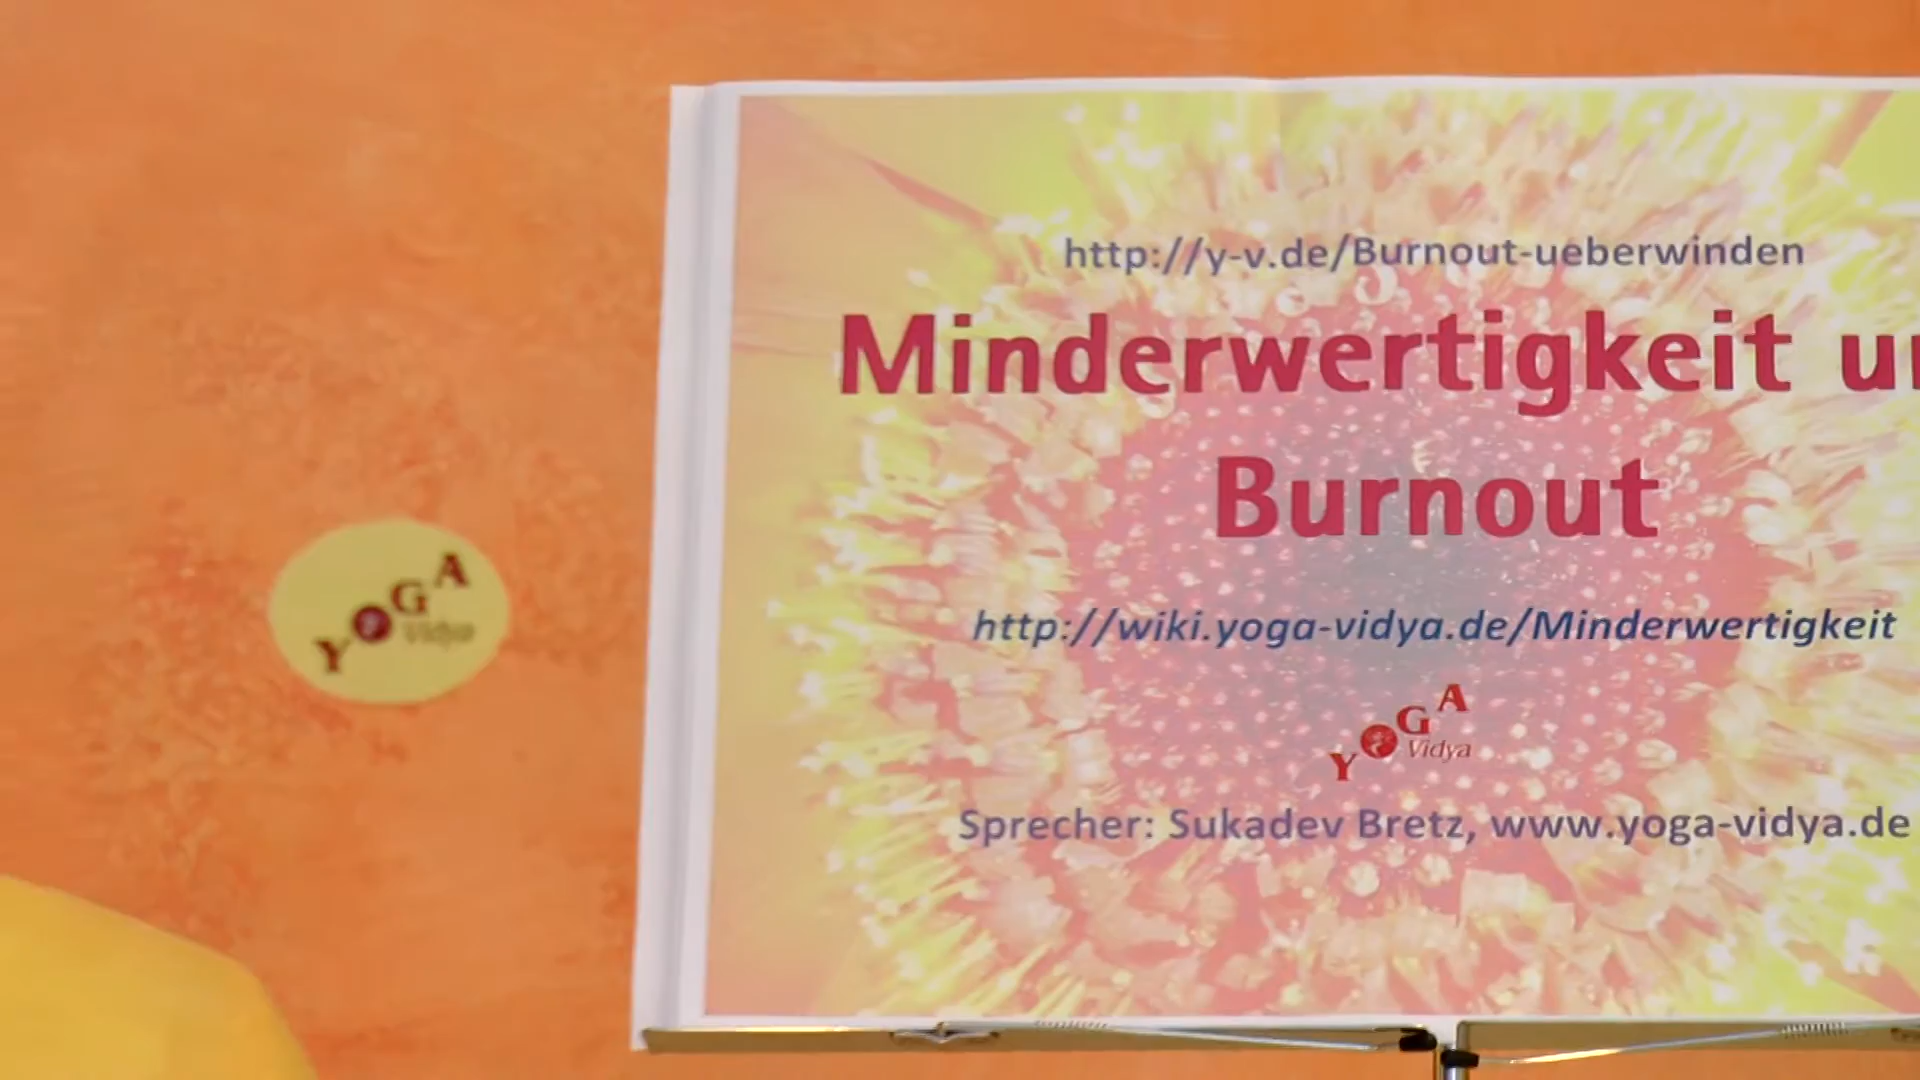 http://y-v.de/Burnout-ueberwinden
Minderwertigkeit
Burnout
http://wiki.yoga-vidya.de/Minderwertigkeit
YOGA
Vidya
Sprecher: Sukadev Bretz, www.yoga-vidya.de
YOGA
Vidya